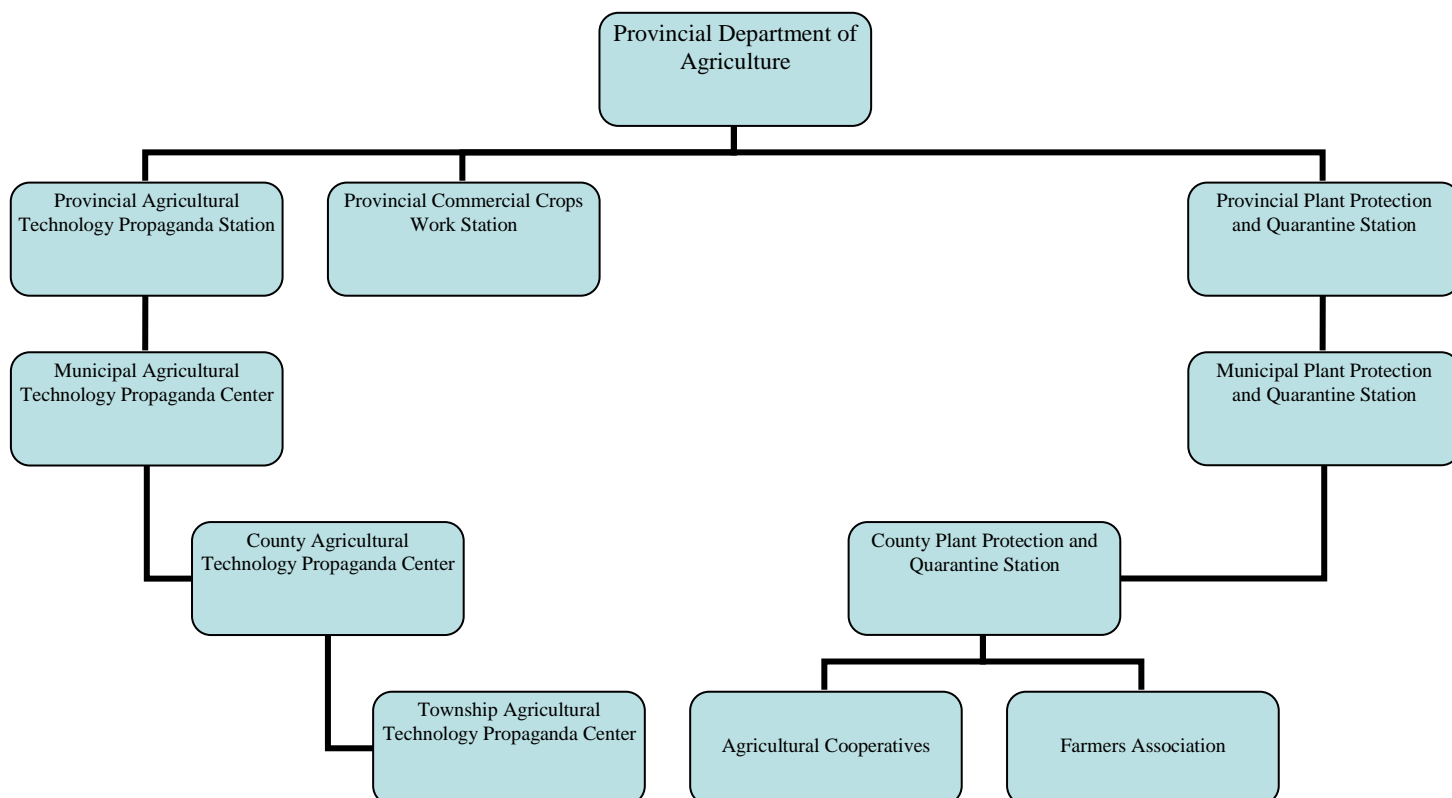 Provincial Department of
Agriculture
Provincial Agricultural
Technology Propaganda Station
Provincial Commercial Crops
Work Station
Provincial Plant Protection
and Quarantine Station
Municipal Agricultural
Technology Propaganda Center
Municipal Plant Protection
and Quarantine Station
County Agricultural
Technology Propaganda Center
County Plant Protection and
Quarantine Station
Township Agricultural
Technology Propaganda Center
Agricultural Cooperatives
Farmers Association